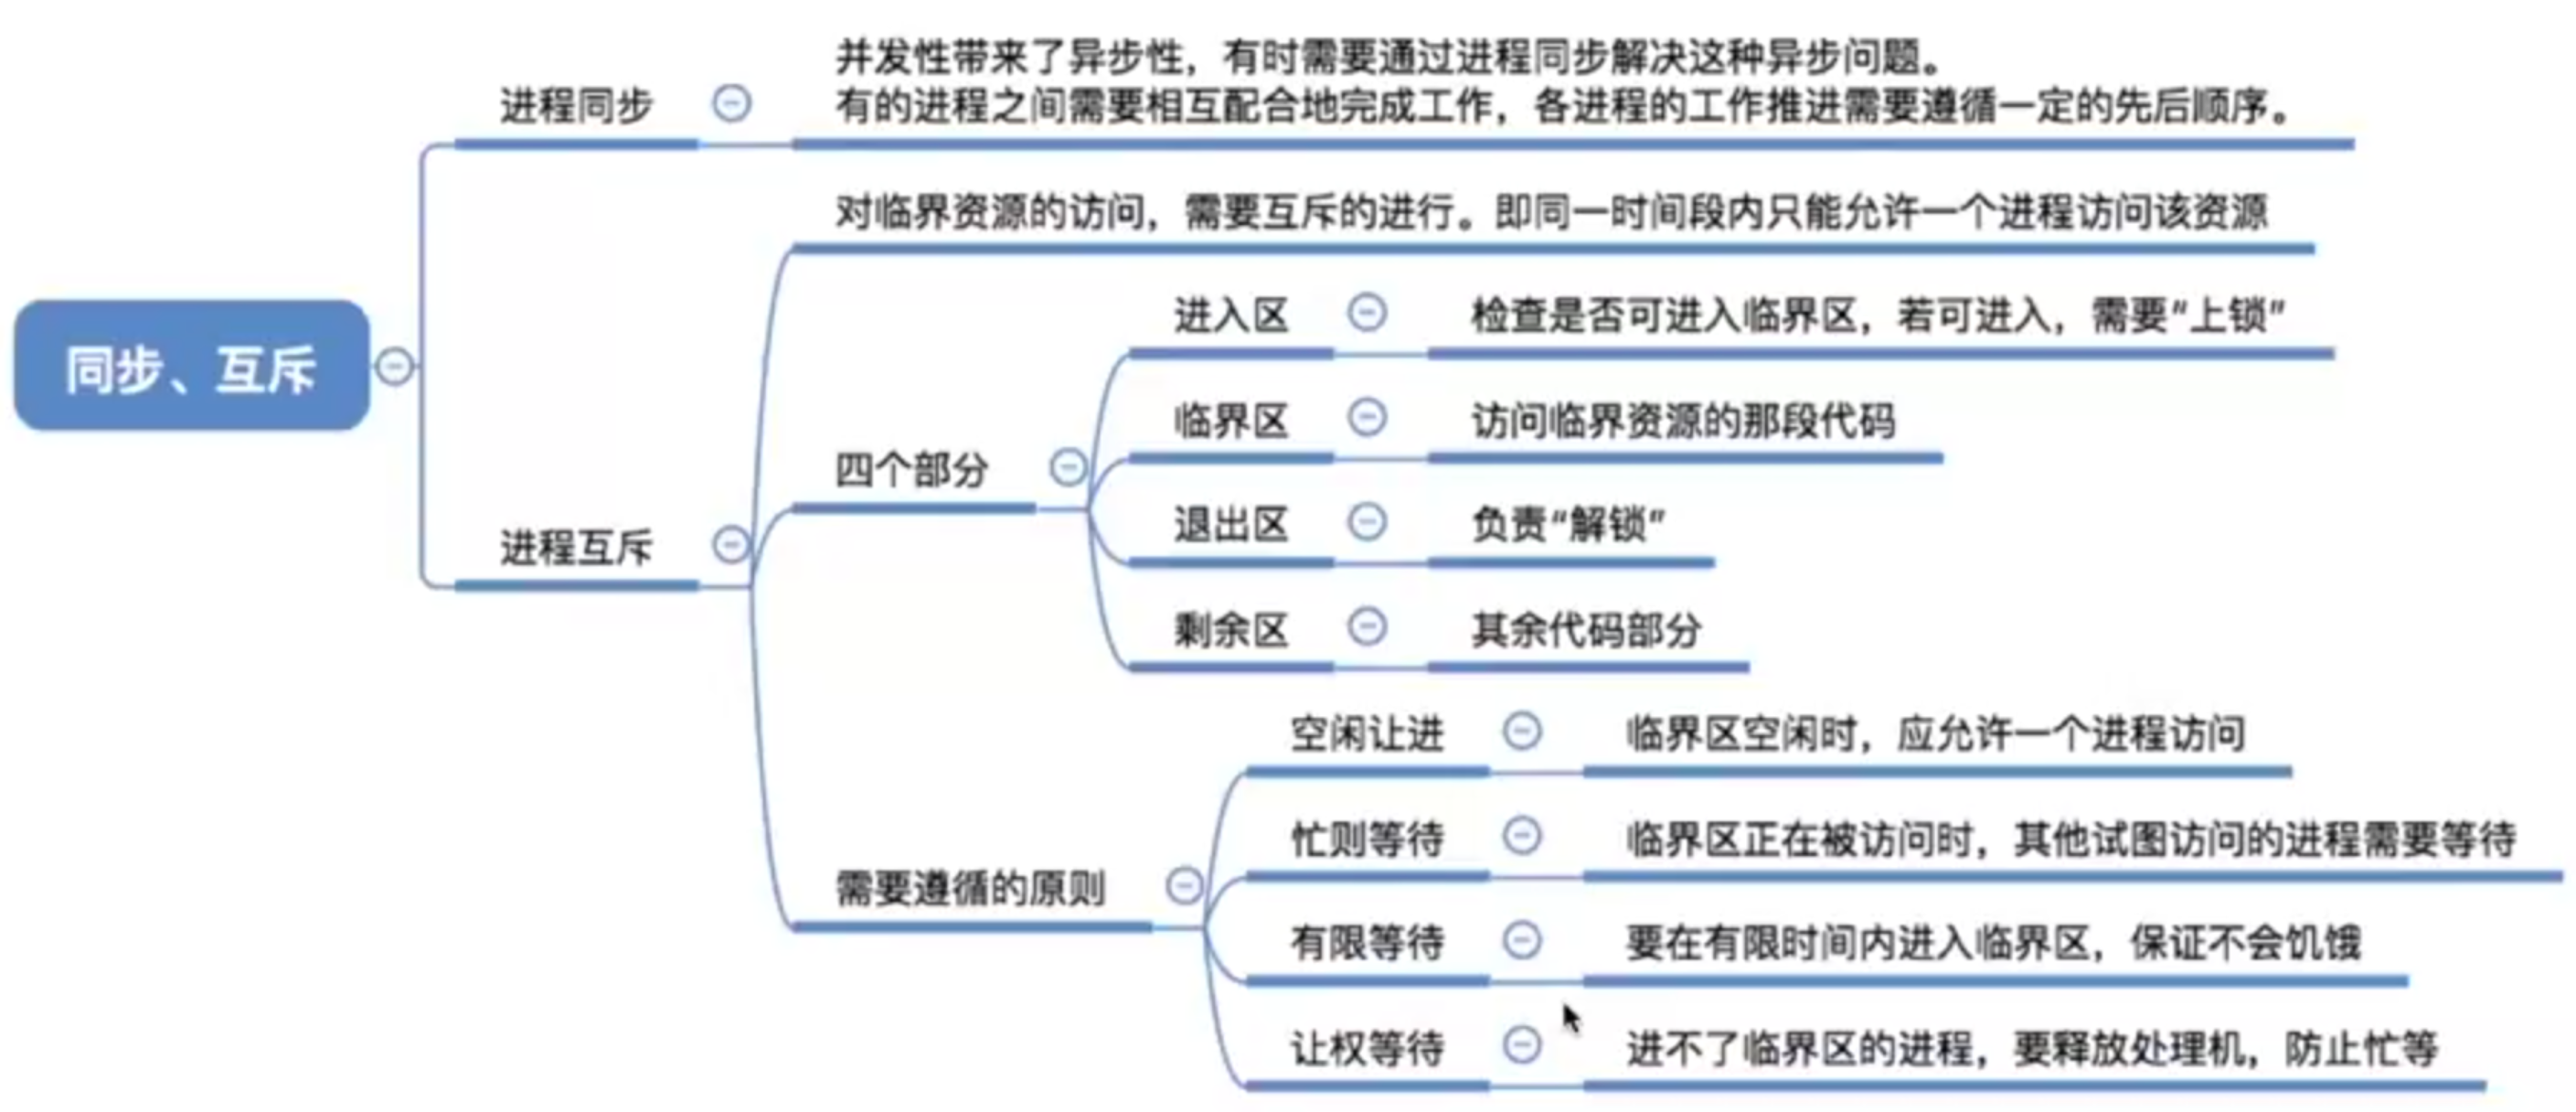 同步、互斥
进程同步
并发性带来了异步性，有时需要通过进程同步解决这种异步问题。
有的进程之间需要相互配合地完成工作，各进程的工作推进需要遵循一定的先后顺序。
进程互斥
对临界资源的访问，需要互斥的进行。即同一时间段内只能允许一个进程访问该资源
四个部分
进入区
检查是否可进入临界区，若可进入，需要“上锁”
临界区
访问临界资源的那段代码
退出区
负责“解锁”
剩余区
其余代码部分
需要遵循的原则
空闲让进
临界区空闲时，应允许一个进程访问
忙则等待
临界区正在被访问时，其他试图访问的进程需要等待
有限等待
要在有限时间内进入临界区，保证不会饥饿
让权等待
进不了临界区的进程，要释放处理机，防止忙等